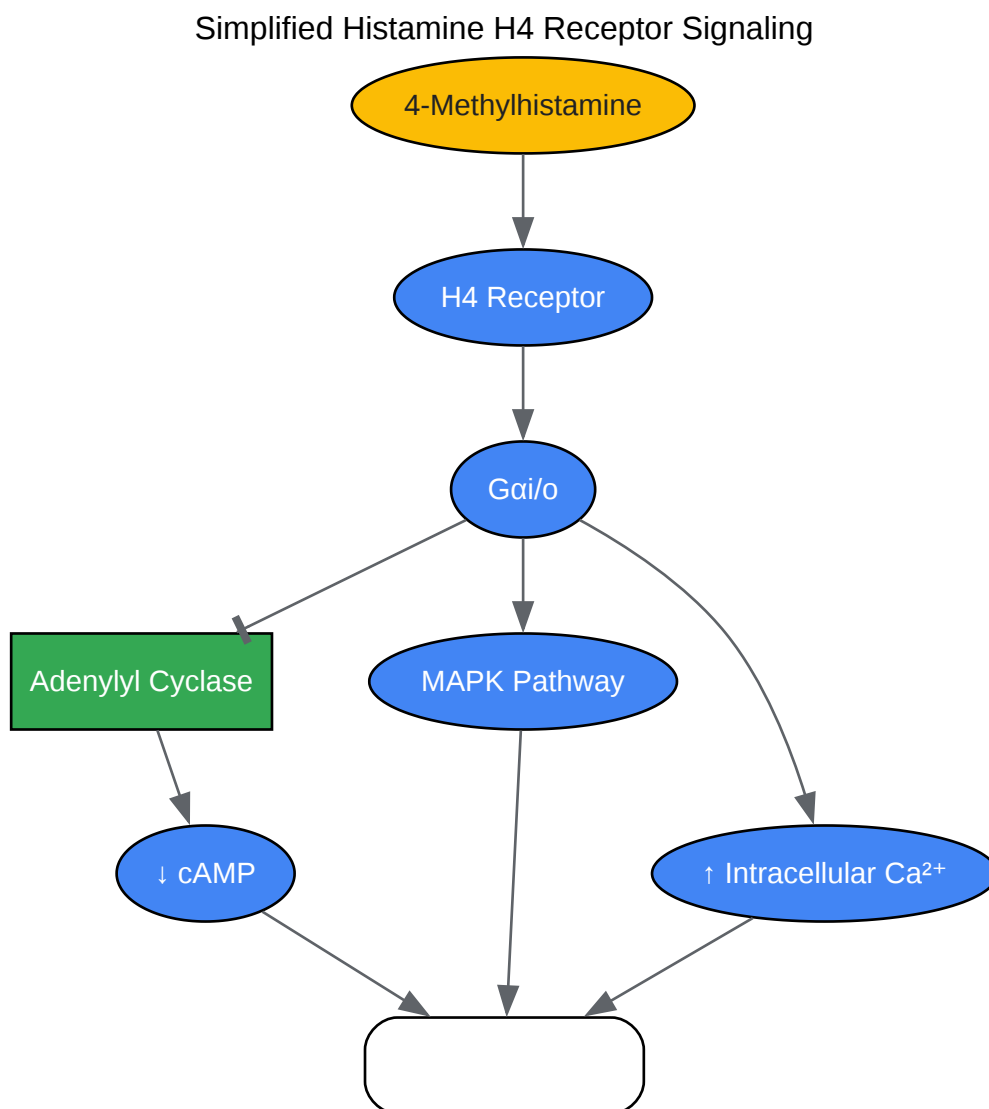 Simplified Histamine H4 Receptor Signaling
4-Methylhistamine
H4 Receptor
Gαi/o
Adenylyl Cyclase
MAPK Pathway
↓ cAMP
↑ Intracellular Ca²⁺